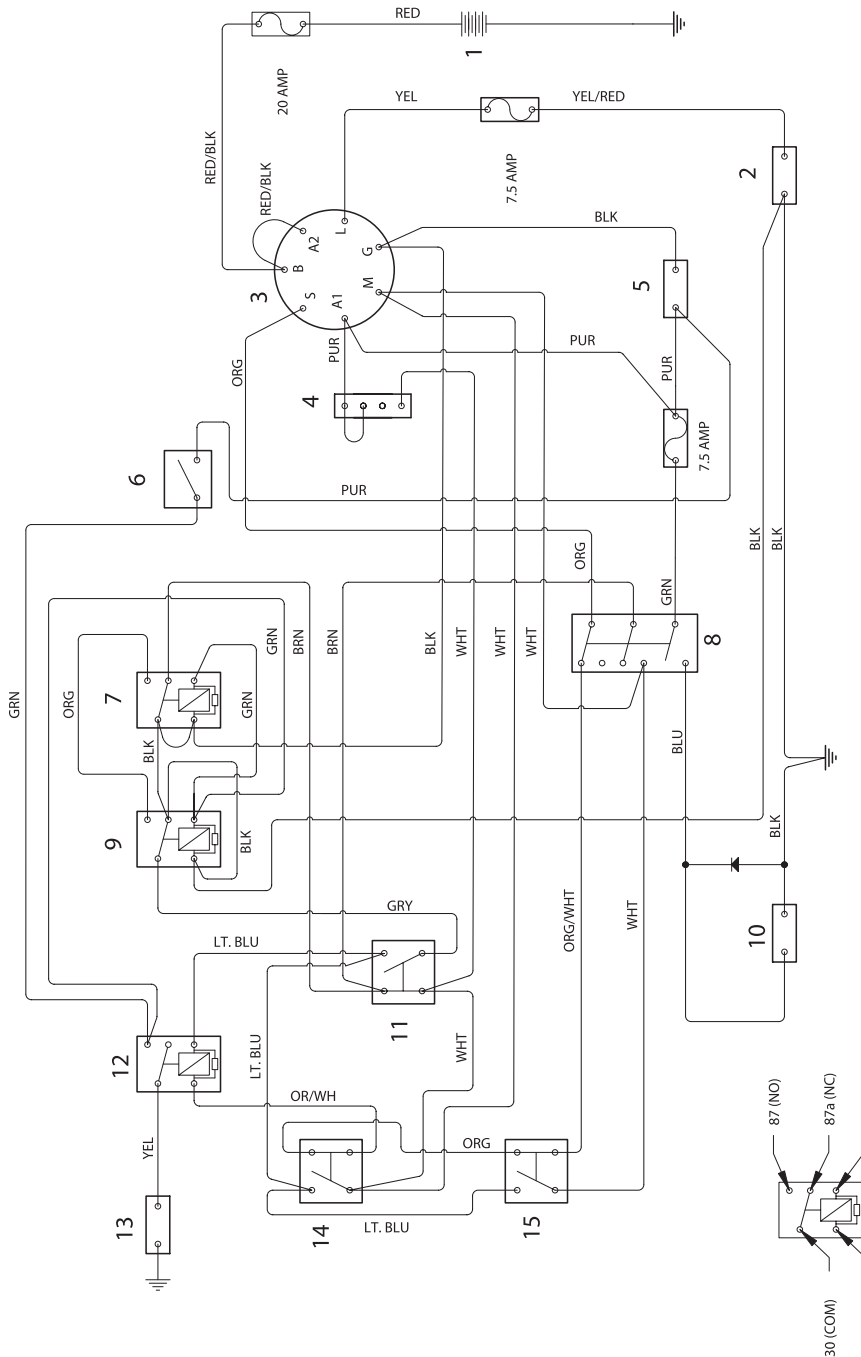 RED
1
20 AMP
RED/BLK
RED/BLK
YEL
YEL/RED
7.5 AMP
2
3
B
A2
L
G
M
A1
S
BLK
5
ORG
PUR
PUR
PUR
4
7.5 AMP
6
PUR
BLK
BLK
ORG
GRN
GRN
ORG
7
GRN
GRN
BRN
BRN
BLK
WHT
WHT
WHT
8
BLK
BLU
9
BLK
BLK
GRY
ORG/WHT
WHT
10
LT. BLU
11
12
LT. BLU
WHT
OR/WH
YEL
ORG
13
14
15
LT. BLU
87 (NO)
87a (NC)
30 (COM)